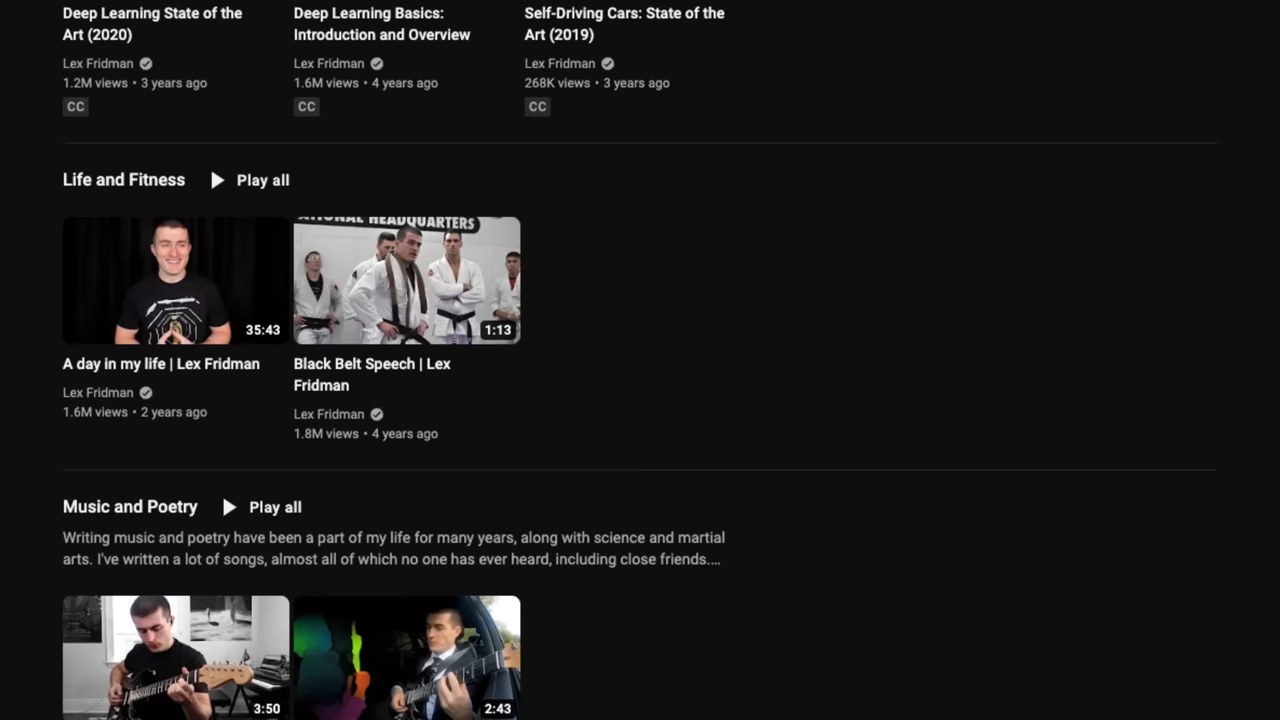 Deep Learning State of the
Art (2020)
Lex Fridman
1.2M views • 3 years ago
CC
Deep Learning Basics:
Introduction and Overview
Lex Fridman
1.6M views • 4 years ago
CC
Self-Driving Cars: State of the
Art (2019)
Lex Fridman
268K views • 3 years ago
CC
Life and Fitness
Play all
35:43
A day in my life | Lex Fridman
Lex Fridman
1.6M views • 2 years ago
HEADQUARTERS
1:13
Black Belt Speech | Lex
Fridman
Lex Fridman
1.8M views • 4 years ago
Music and Poetry
Play all
Writing music and poetry have been a part of my life for many years, along with science and martial
arts. I've written a lot of songs, almost all of which no one has ever heard, including close friends....
3:50
2:43